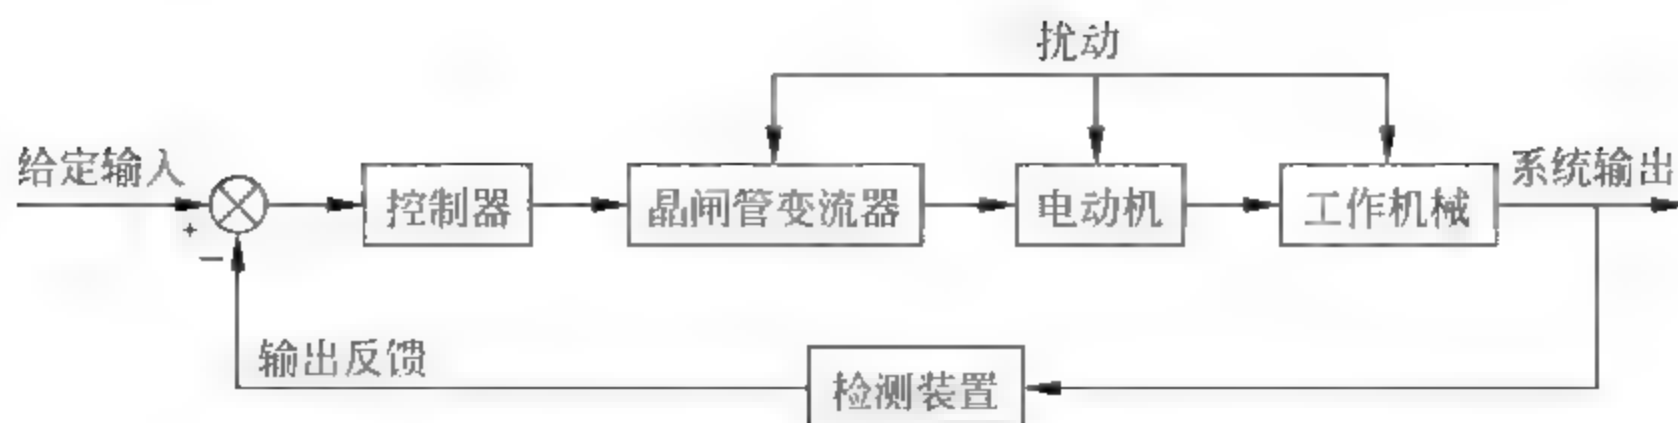 扰动
给定输入
控制器
晶闸管变流器
电动机
工作机械
系统输出
+
−
输出反馈
检测装置